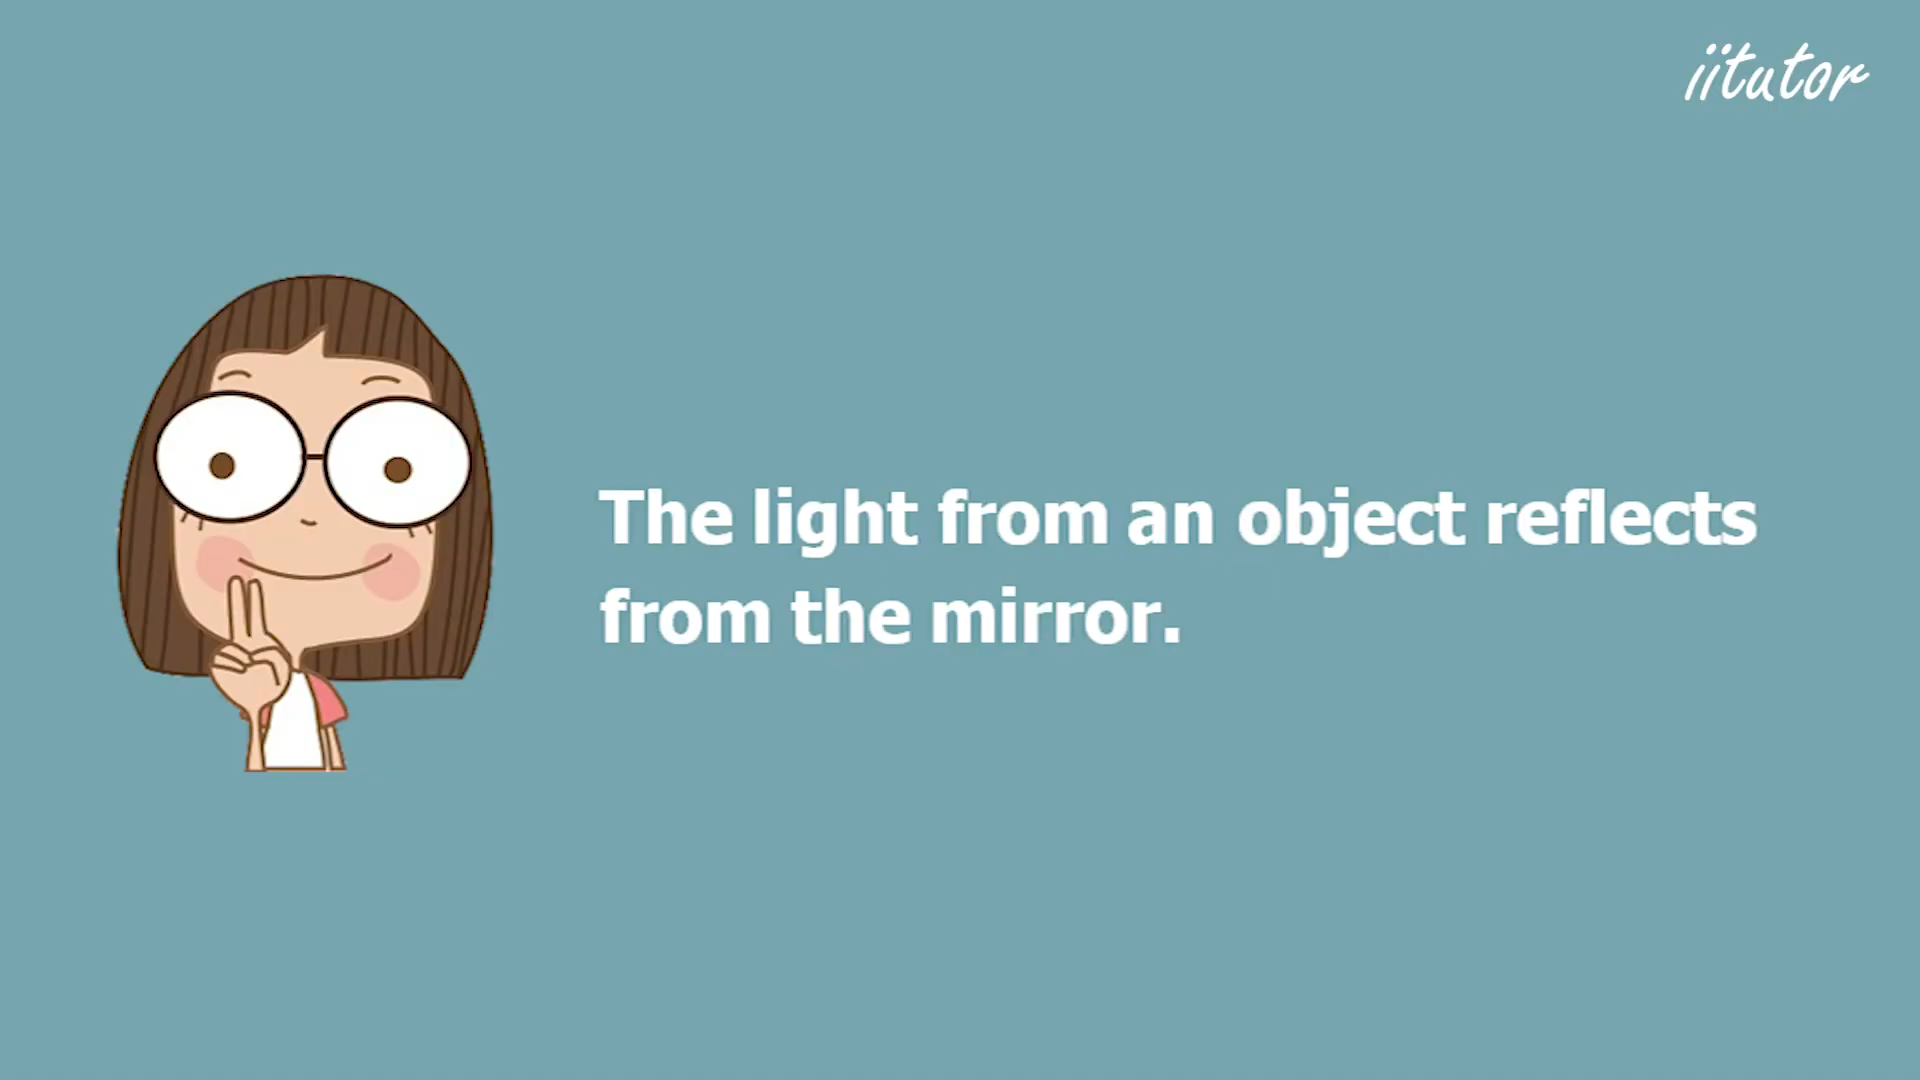 iitutor
The light from an object reflects
from the mirror.